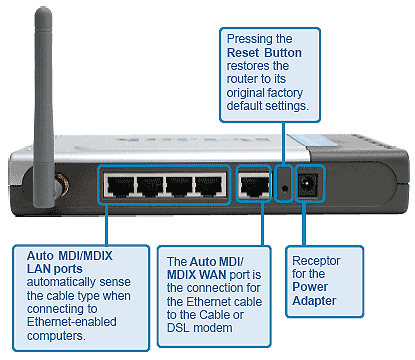 Pressing the
Reset Button
restores the
router to its
original factory
default settings.
Auto MDI/MDIX
LAN ports
automatically sense
the cable type when
connecting to
Ethernet-enabled
computers.
The Auto MDI/
MDIX WAN port is
the connection for
the Ethernet cable
to the Cable or
DSL modem
Receptor
for the
Power
Adapter